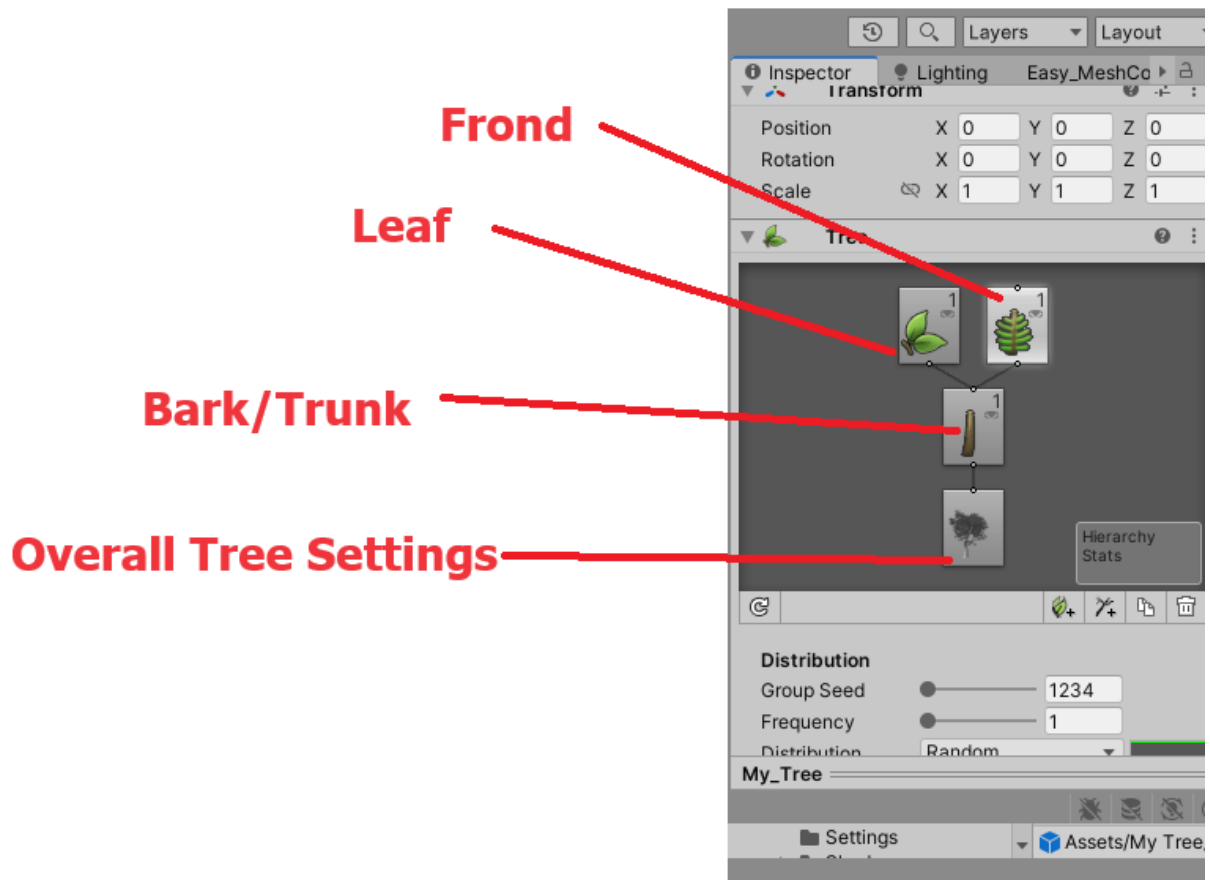 Layers Layout
Inspector Lighting Easy_MeshCo
Transform
Frond
Position X 0 Y 0 Z 0
Rotation X 0 Y 0 Z 0
Scale X 1 Y 1 Z 1
Leaf
Tree
1 1
Bark/Trunk
1
Overall Tree Settings
Hierarchy
Stats
Distribution
Group Seed 1234
Frequency 1
Distribution Random
My_Tree
Settings
Assets/My Tree